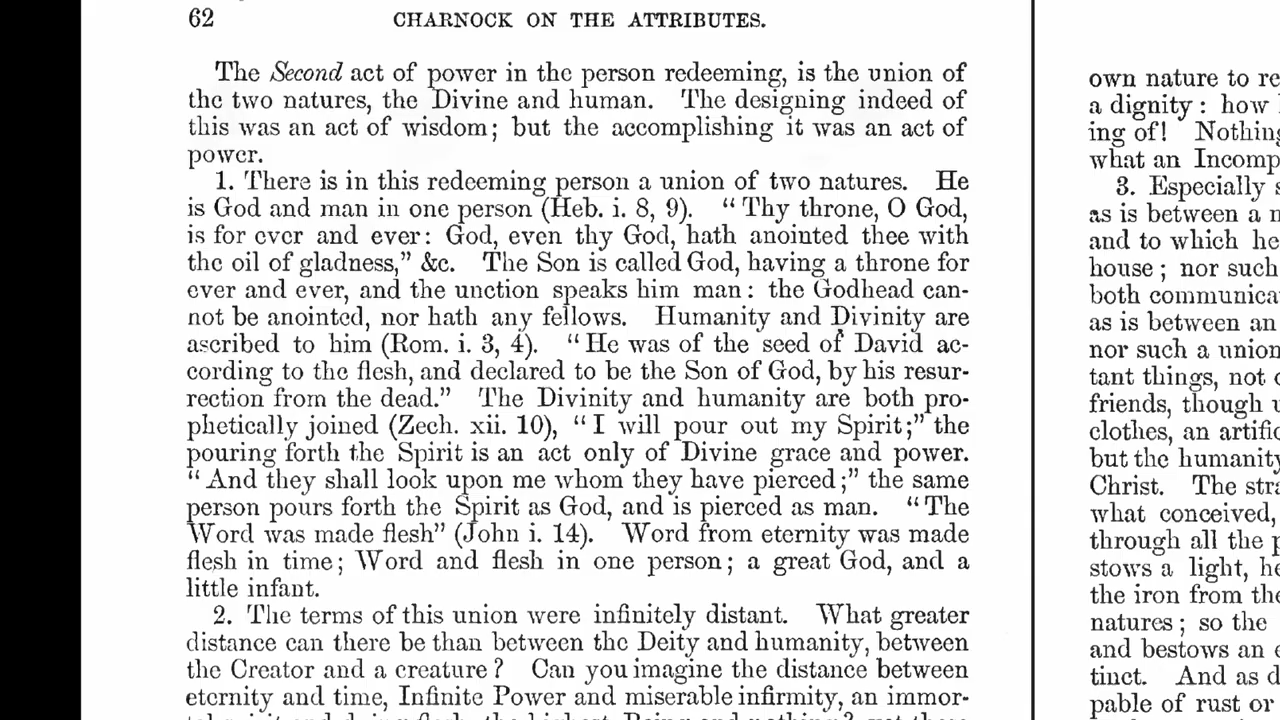 62 CHARNOCK ON THE ATTRIBUTES.
The Second act of power in the person redeeming, is the union of
the two natures, the Divine and human. The designing indeed of
this was an act of wisdom; but the accomplishing it was an act of
power.
1. There is in this redeeming person a union of two natures. He
is God and man in one person (Heb. i. 8, 9). “Thy throne, O God,
is for ever and ever: God, even thy God, hath anointed thee with
the oil of gladness,” &c. The Son is called God, having a throne for
ever and ever, and the unction speaks him man: the Godhead can-
not be anointed, nor hath any fellows. Humanity and Divinity are
ascribed to him (Rom. i. 3, 4). “He was of the seed of David ac-
cording to the flesh, and declared to be the Son of God, by his resur-
rection from the dead.” The Divinity and humanity are both pro-
phetically joined (Zech. xii. 10), “I will pour out my Spirit;” the
pouring forth the Spirit is an act only of Divine grace and power.
“And they shall look upon me whom they have pierced;” the same
person pours forth the Spirit as God, and is pierced as man. “The
Word was made flesh” (John i. 14). Word from eternity was made
flesh in time; Word and flesh in one person; a great God, and a
little infant.
2. The terms of this union were infinitely distant. What greater
distance can there be than between the Deity and humanity, between
the Creator and a creature? Can you imagine the distance between
eternity and time, Infinite Power and miserable infirmity, an immor-
own nature to re
a dignity: how
ing of! Nothing
what an Incomp
3. Especially s
as is between a n
and to which he
house; nor such
both communica
as is between an
nor such a union
tant things, not
friends, though
clothes, an artific
but the humanity
Christ. The stra
what conceived,
through all the p
stows a light, he
the iron from the
natures; so the
and bestows an e
tinct. And as d
pable of rust or